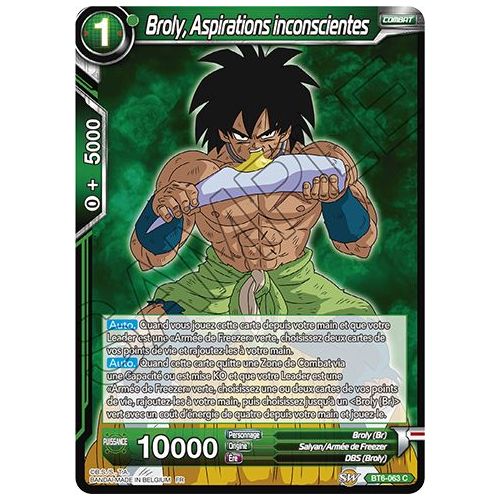 1
Broly, Aspirations inconscientes
COMBAT
0 + 5000
SAMPLE
Auto. Quand vous jouez cette carte depuis votre main et que votre
Leader est une «Armée de Freezer» verte, choisissez deux cartes de
vos points de vie et rajoutez-les à votre main.
Auto. Quand cette carte quitte une Zone de Combat via
une Capacité ou est mise KO et que votre Leader est une
«Armée de Freezer» verte, choisissez une ou deux cartes de vos points
de vie, rajoutez-les à votre main, puis choisissez jusqu'à un <Broly (Br)>
vert avec un coût d'énergie de quatre depuis votre main et jouez-le.
PUISSANCE
10000
Personnage
Broly (Br)
Origine
Saiyan/Armée de Freezer
Ère
DBS (Broly)
©B.S./S., T.A.
BANDAI MADE IN BELGIUM FR
SW
BT6-063 C